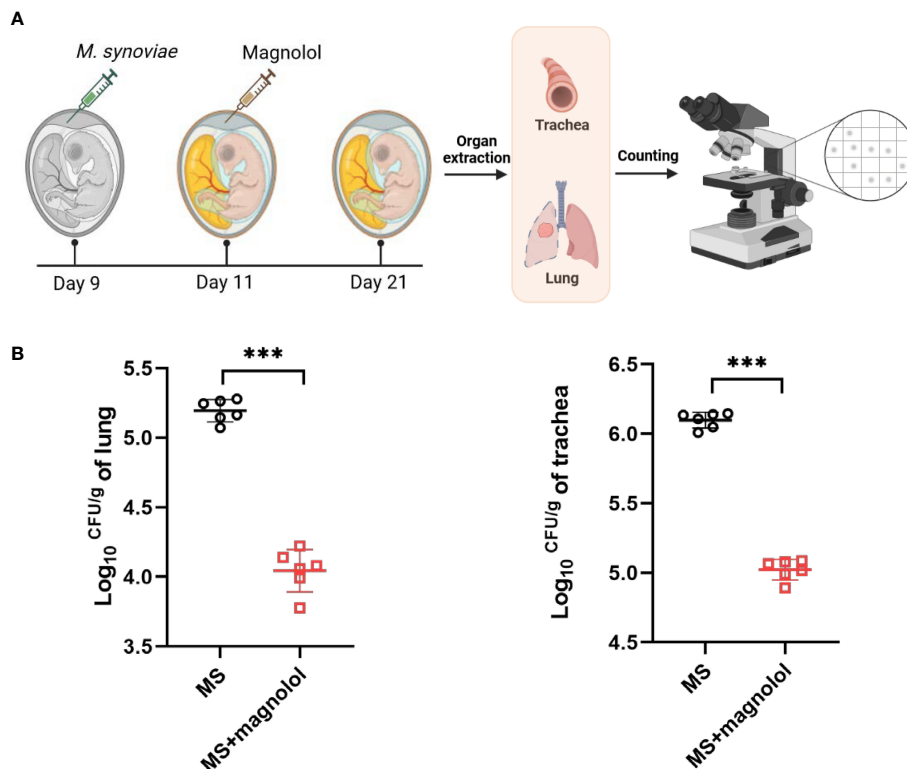 A
M. synoviae
Magnolol
Day 9
Day 11
Day 21
Organ
extraction
Trachea
Lung
Counting
B
Log10 CFU/g of lung
5.5
5.0
4.5
4.0
3.5
***
MS
MS+magnolol
Log10 CFU/g of trachea
6.5
6.0
5.5
5.0
4.5
***
MS
MS+magnolol